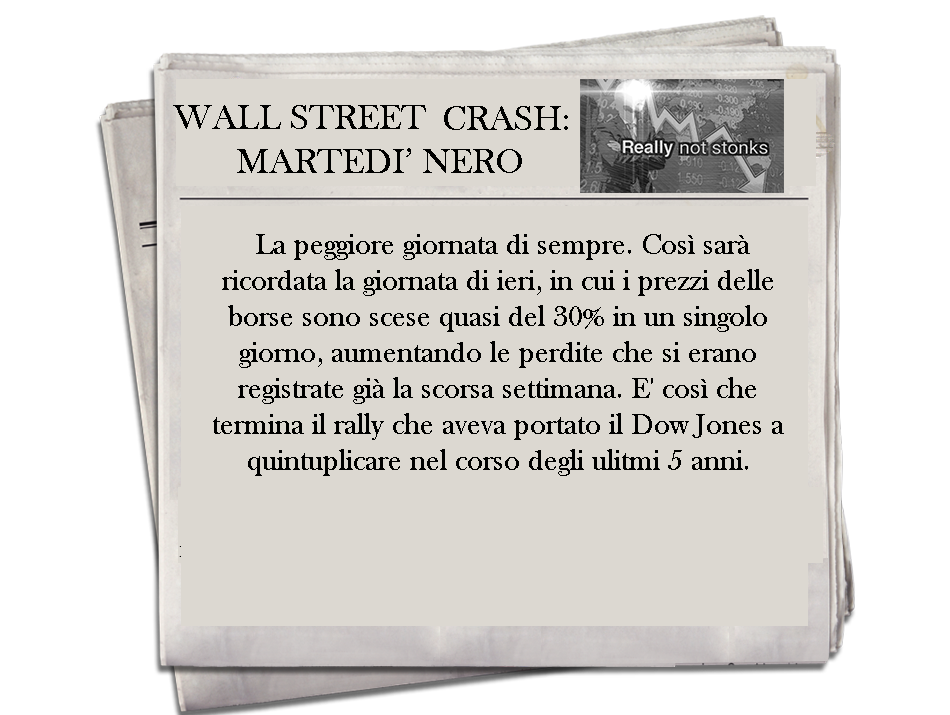 WALL STREET CRASH:
MARTEDI’ NERO
Really not stonks
La peggiore giornata di sempre. Così sarà
ricordata la giornata di ieri, in cui i prezzi delle
borse sono scese quasi del 30% in un singolo
giorno, aumentando le perdite che si erano
registrate già la scorsa settimana. E' così che
termina il rally che aveva portato il Dow Jones a
quintuplicare nel corso degli ulitmi 5 anni.